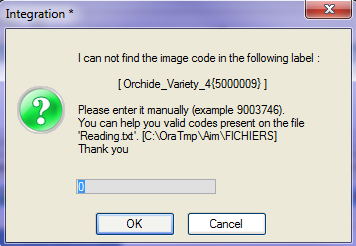 Integration *
I can not find the image code in the following label :
[ Orchide_Variety_4{5000009} ]
Please enter it manually (example 9003746).
You can help you valid codes present on the file
'Reading.txt'. [C:\OraTmp\Aim\FICHIERS]
Thank you
0
OK Cancel